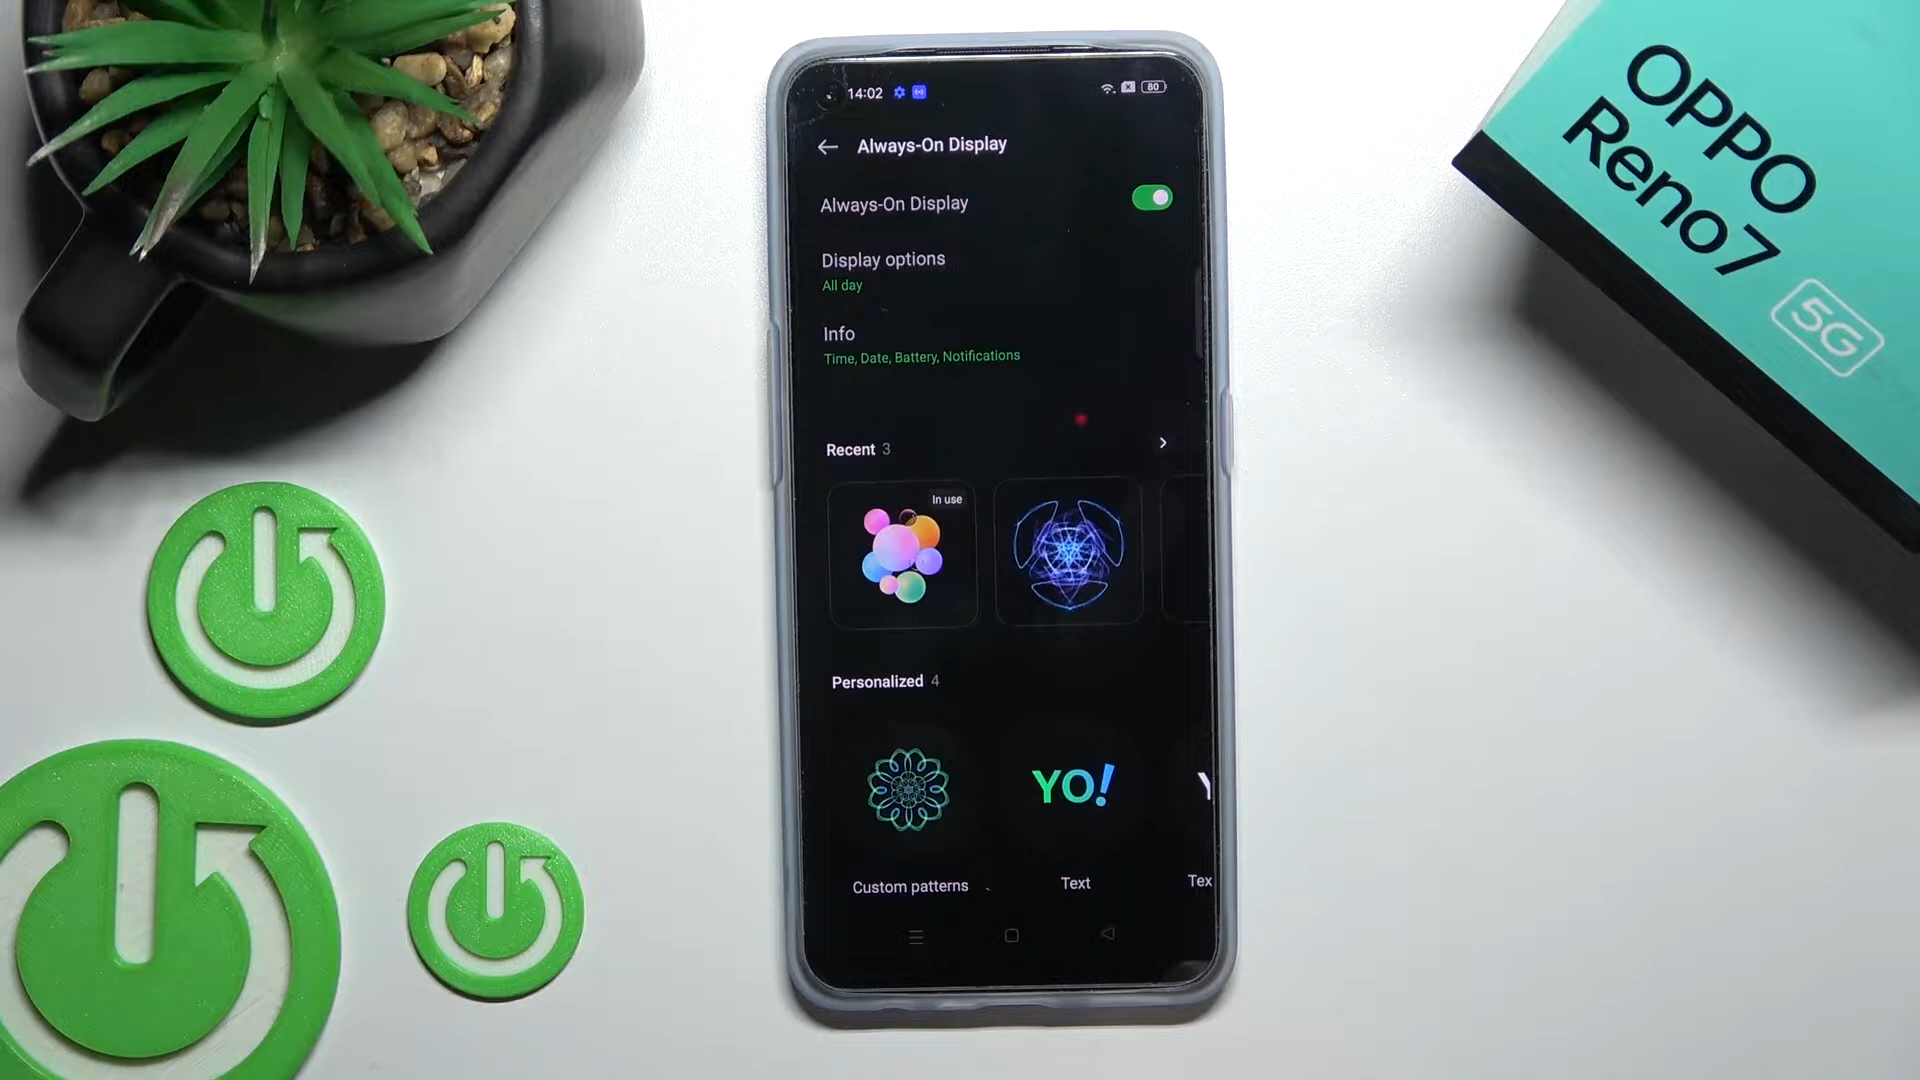 14:02
80
Always-On Display
Always-On Display
Display options
All day
Info
Time, Date, Battery, Notifications
Recent 3
In use
Personalized 4
YO!
Custom patterns
Text
OPPO
Reno7
5G